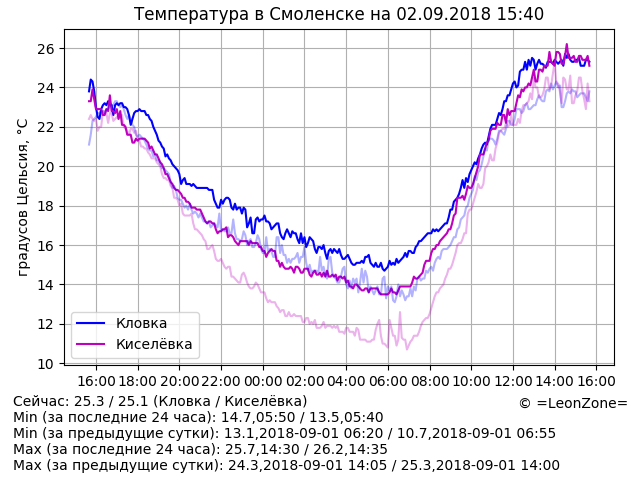 Температура в Смоленске на 02.09.2018 15:40
градусов Цельсия, °C
26
24
22
20
18
16
14
12
10
Кловка
Киселёвка
16:00 18:00 20:00 22:00 00:00 02:00 04:00 06:00 08:00 10:00 12:00 14:00 16:00
Сейчас: 25.3 / 25.1 (Кловка / Киселёвка)
© =LeonZone=
Min (за последние 24 часа): 14.7,05:50 / 13.5,05:40
Min (за предыдущие сутки): 13.1,2018-09-01 06:20 / 10.7,2018-09-01 06:55
Max (за последние 24 часа): 25.7,14:30 / 26.2,14:35
Max (за предыдущие сутки): 24.3,2018-09-01 14:05 / 25.3,2018-09-01 14:00